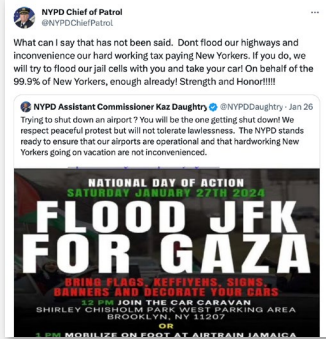 NYPD Chief of Patrol
@NYPDChiefPatrol
What can I say that has not been said.  Dont flood our highways and
inconvenience our hard working tax paying New Yorkers. If you do, we
will try to flood our jail cells with you and take your car! On behalf of the
99.9% of New Yorkers, enough already! Strength and Honor!!!!!
NYPD Assistant Commissioner Kaz Daughtry @NYPDDaughtry · Jan 26
Trying to shut down an airport ? You will be the one getting shut down! We
respect peaceful protest but will not tolerate lawlessness.  The NYPD stands
ready to ensure that our airports are operational and that hardworking New
Yorkers going on vacation are not inconvenienced.
NATIONAL DAY OF ACTION
SATURDAY JANUARY 27TH 2024
FLOOD JFK
FOR GAZA
BRING FLAGS, KEFFIYEHS, SIGNS,
BANNERS AND DECORATE YOUR CARS
12 PM JOIN THE CAR CARAVAN
SHIRLEY CHISHOLM PARK WEST PARKING AREA
BROOKLYN, NY 11207
OR
1 PM MOBILIZE ON FOOT AT AIRTRAIN JAMAICA